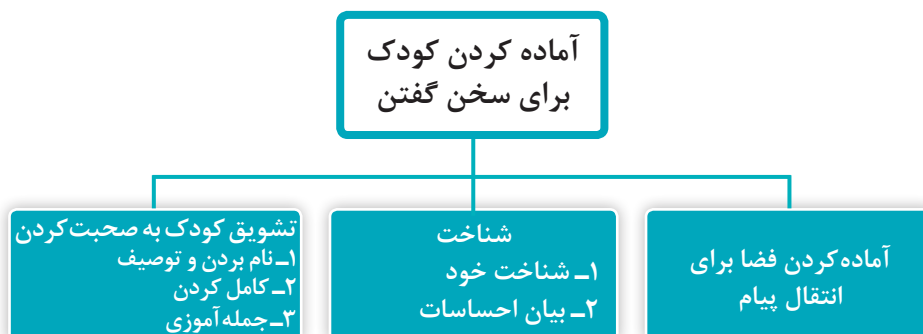 آماده کردن کودک
برای سخن گفتن
آماده کردن فضا برای
انتقال پیام
شناخت
۱ـ شناخت خود
۲ـ بیان احساسات
تشویق کودک به صحبت کردن
۱ـ نام بردن و توصیف
۲ـ کامل کردن
۳ـ جمله آموزی